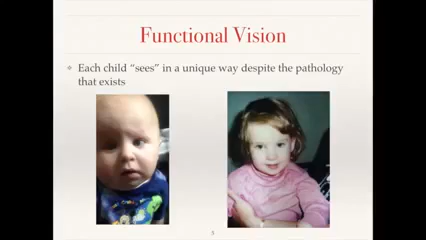 Functional Vision
Each child “sees” in a unique way despite the pathology
that exists